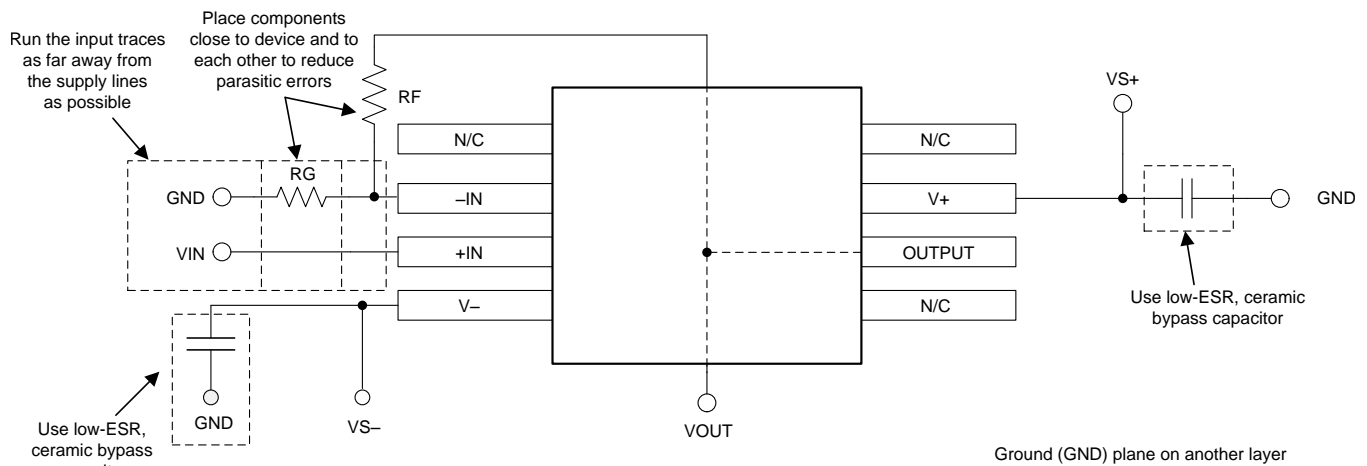 Place components
close to device and to
each other to reduce
parasitic errors
Run the input traces
as far away from
the supply lines
as possible
RF
VS+
N/C
N/C
RG
GND
–IN
V+
GND
VIN
+IN
OUTPUT
V–
N/C
Use low-ESR, ceramic
bypass capacitor
GND
VS–
VOUT
Use low-ESR,
ceramic bypass
Ground (GND) plane on another layer